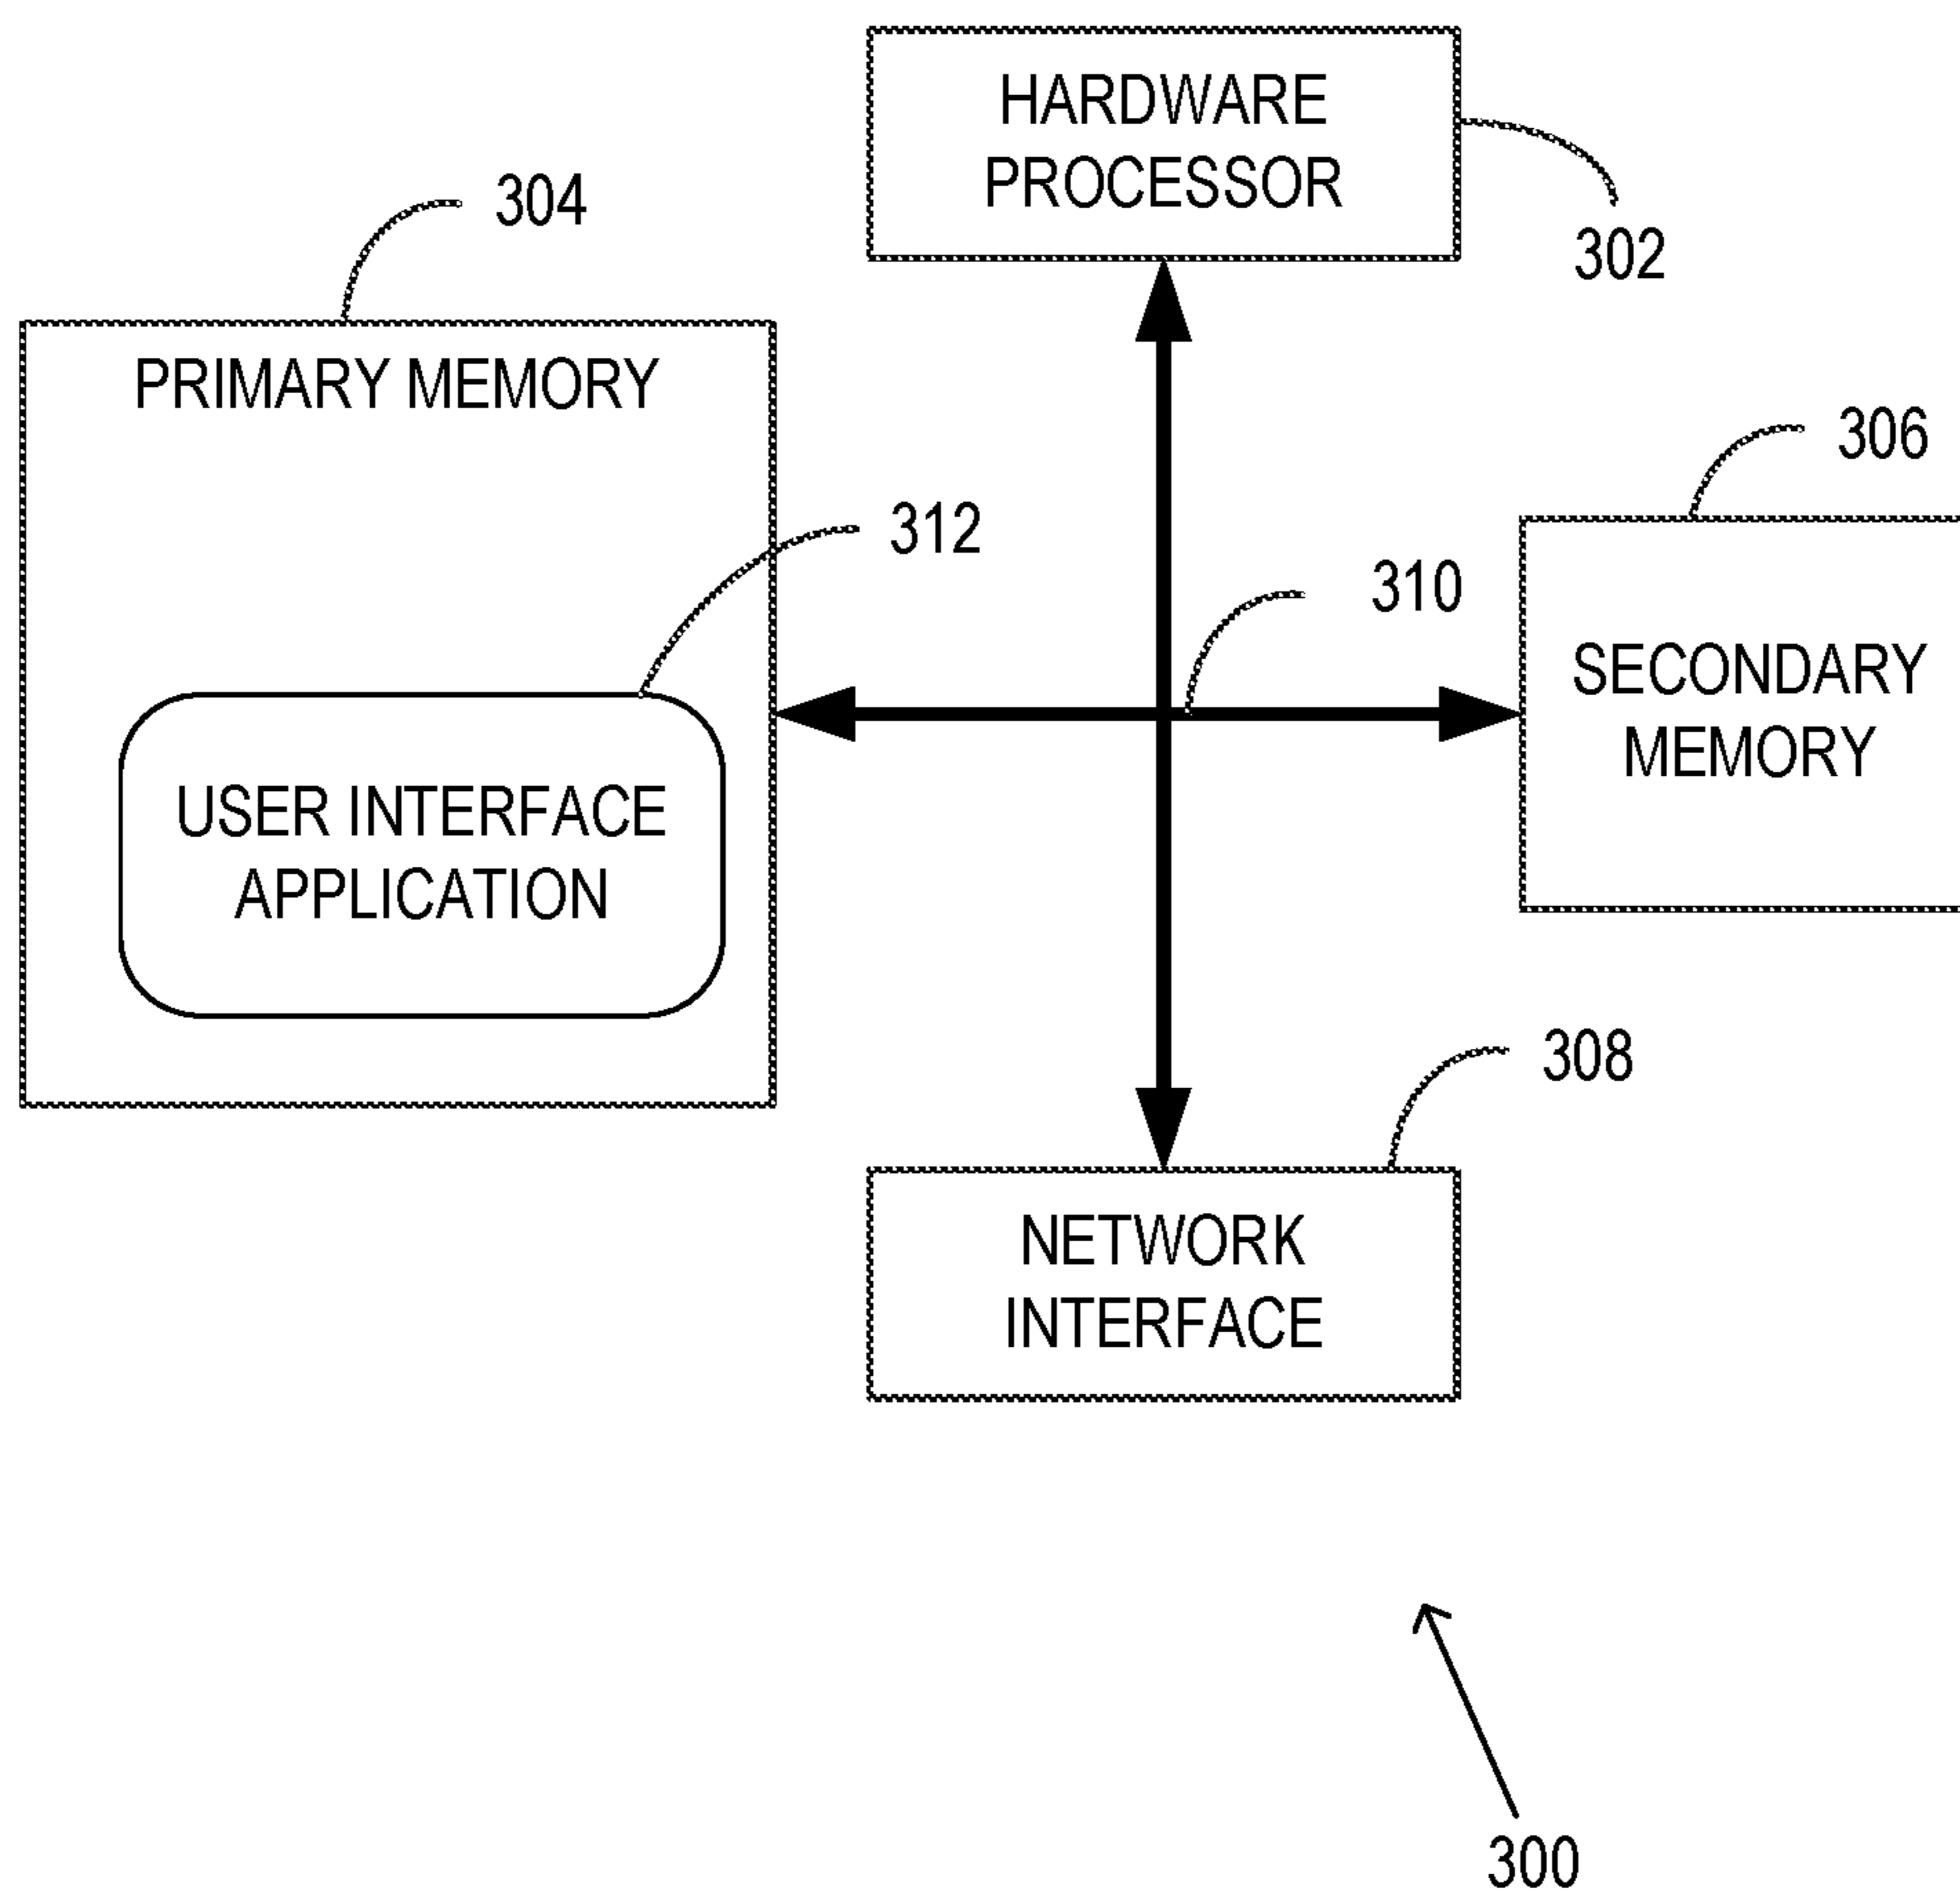 HARDWARE
PROCESSOR
302
304
PRIMARY MEMORY
312
USER INTERFACE
APPLICATION
310
306
SECONDARY
MEMORY
308
NETWORK
INTERFACE
300